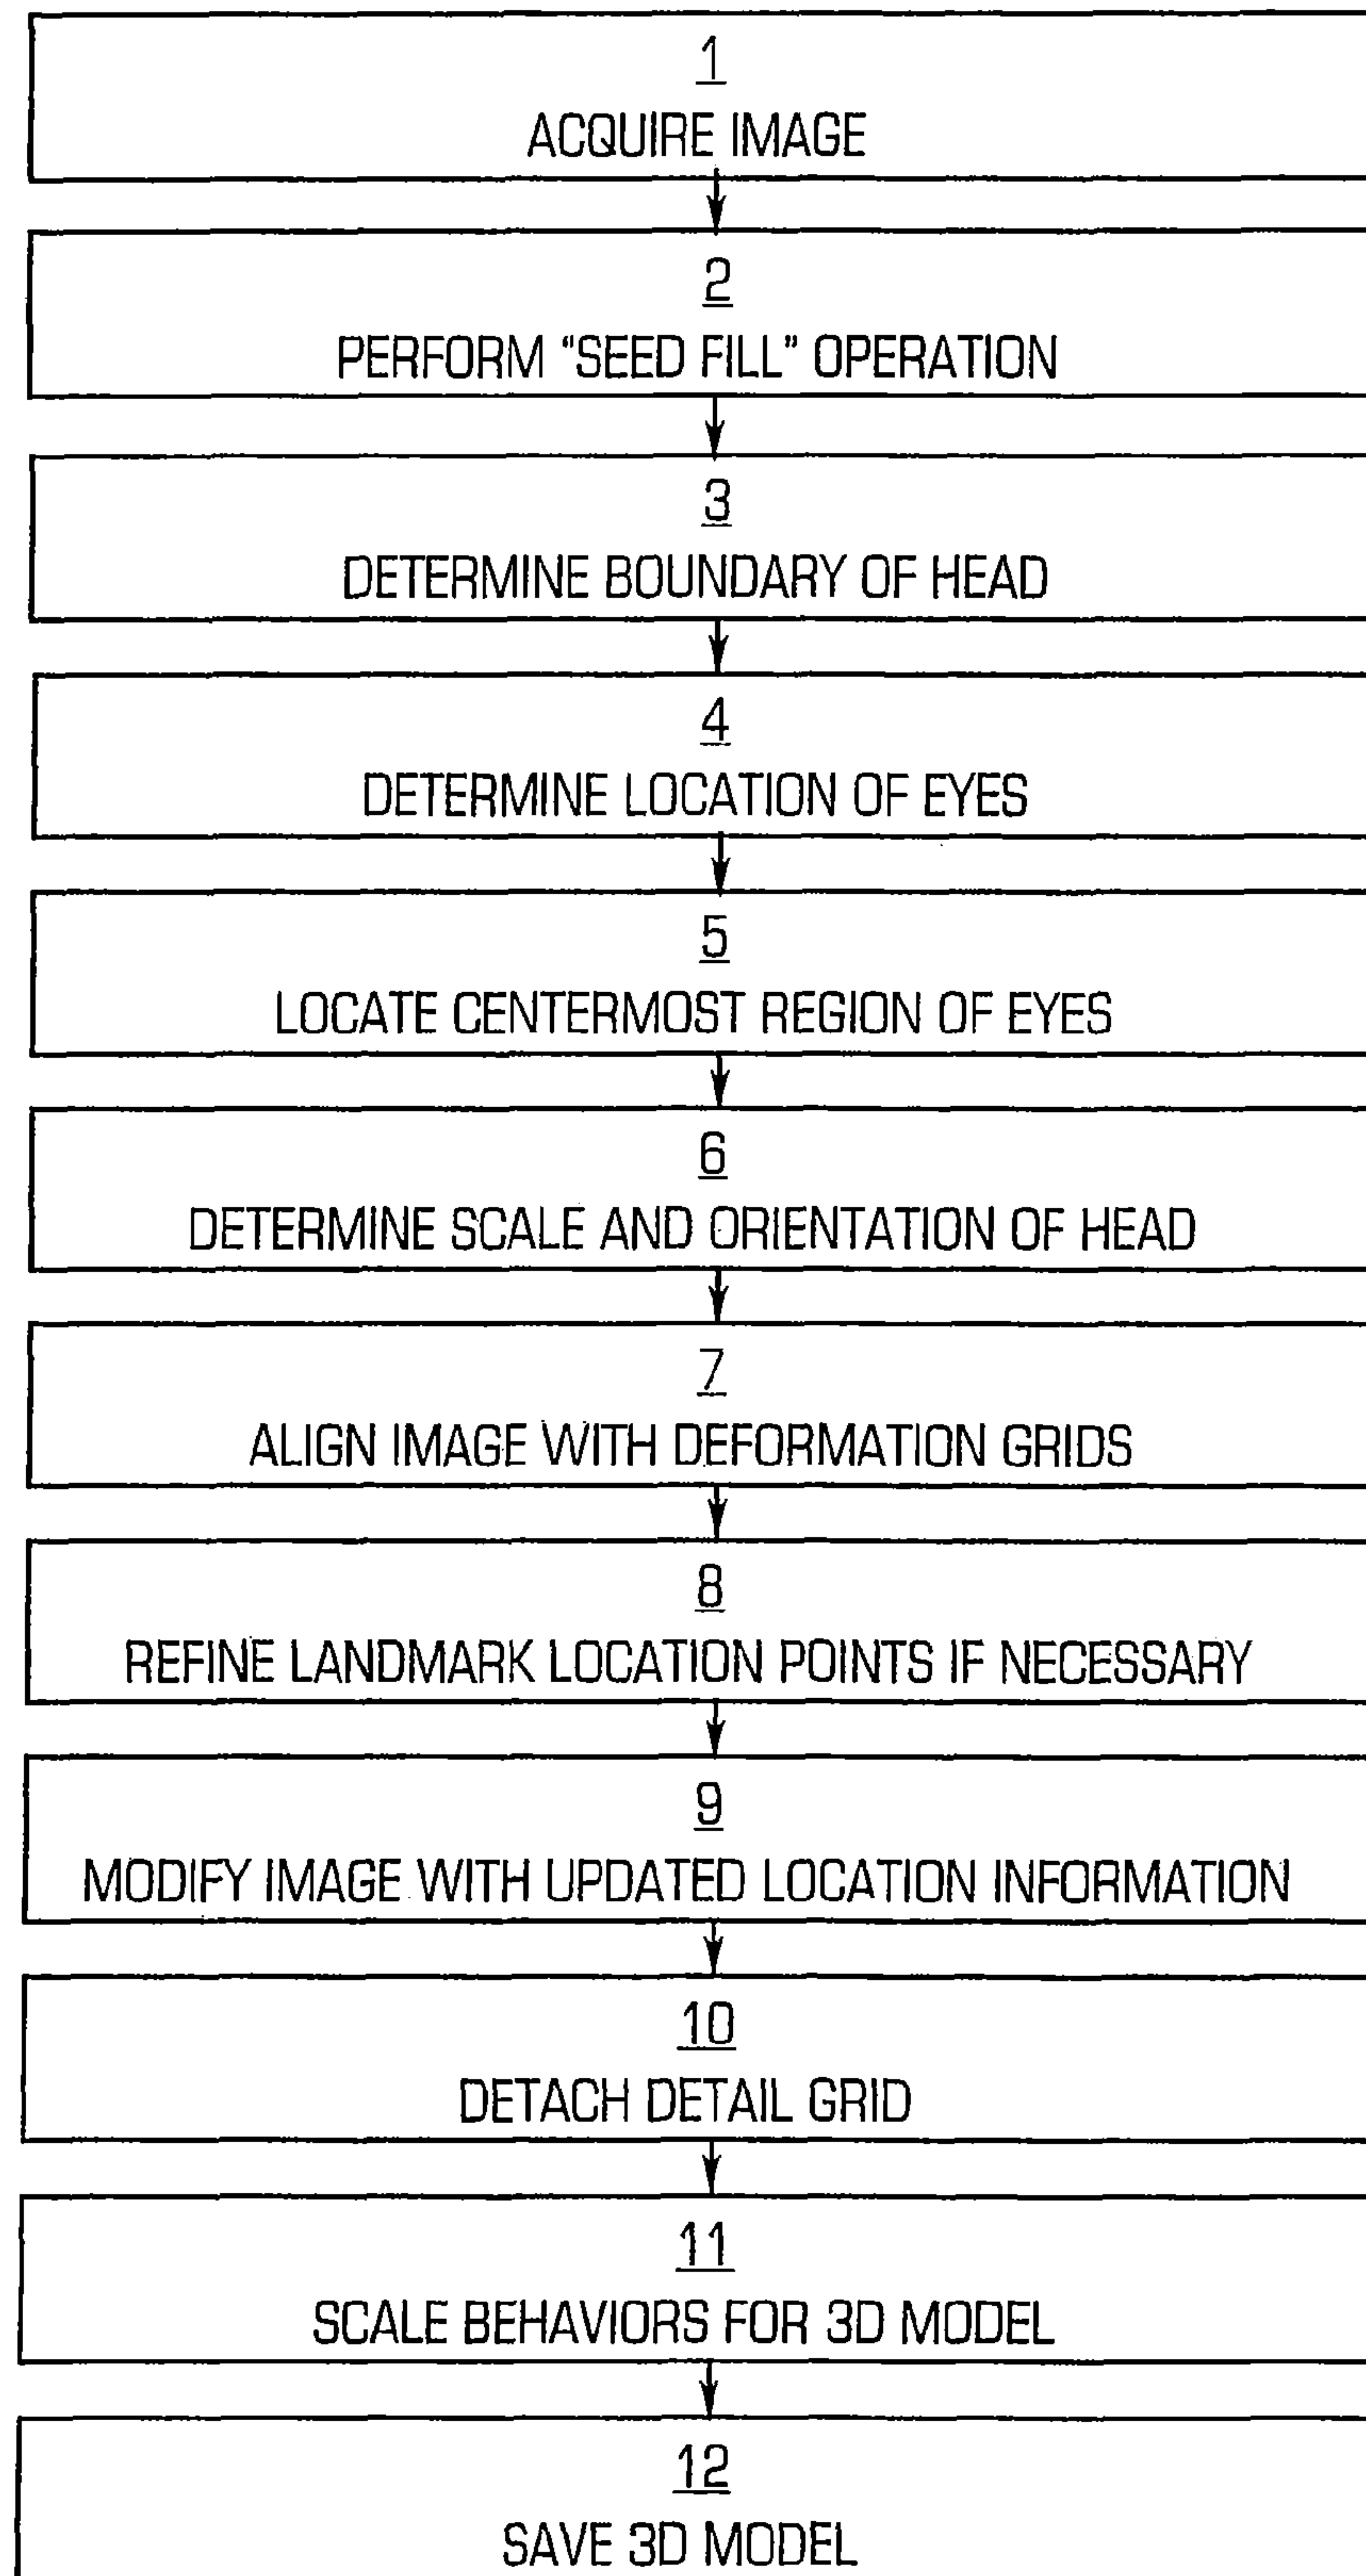 1
ACQUIRE IMAGE
2
PERFORM “SEED FILL” OPERATION
3
DETERMINE BOUNDARY OF HEAD
4
DETERMINE LOCATION OF EYES
5
LOCATE CENTERMOST REGION OF EYES
6
DETERMINE SCALE AND ORIENTATION OF HEAD
7
ALIGN IMAGE WITH DEFORMATION GRIDS
8
REFINE LANDMARK LOCATION POINTS IF NECESSARY
9
MODIFY IMAGE WITH UPDATED LOCATION INFORMATION
10
DETACH DETAIL GRID
11
SCALE BEHAVIORS FOR 3D MODEL
12
SAVE 3D MODEL